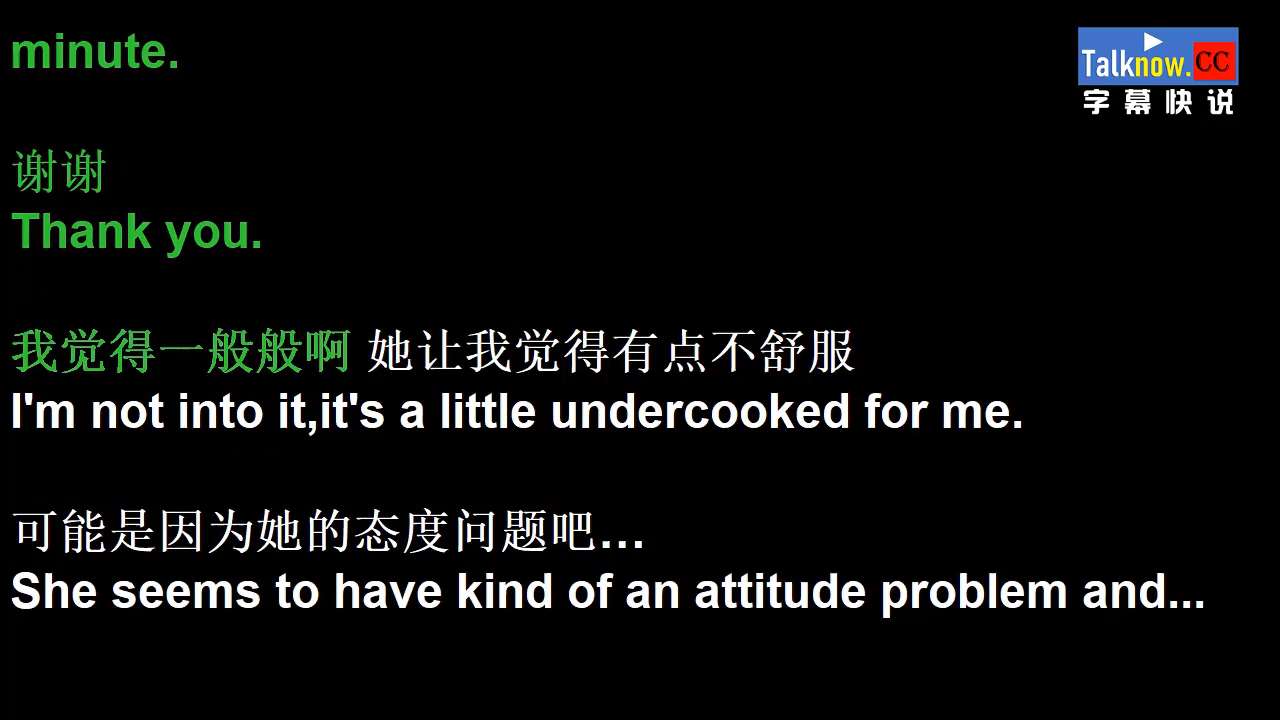 minute.
Talknow.CC
字幕快说
谢谢
Thank you.
我觉得一般般啊 她让我觉得有点不舒服
I'm not into it,it's a little undercooked for me.
可能是因为她的态度问题吧…
She seems to have kind of an attitude problem and...